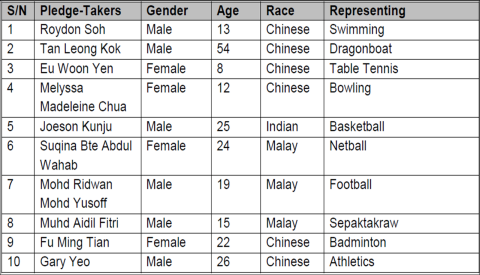 S/N Pledge-Takers Gender Age Race Representing
1 Roydon Soh Male 13 Chinese Swimming
2 Tan Leong Kok Male 54 Chinese Dragonboat
3 Eu Woon Yen Female 8 Chinese Table Tennis
4 Melyssa Female 12 Chinese Bowling
Madeleine Chua
5 Joeson Kunju Male 25 Indian Basketball
6 Suqina Bte Abdul Female 24 Malay Netball
Wahab
7 Mohd Ridwan Male 19 Malay Football
Mohd Yusoff
8 Muhd Aidil Fitri Male 15 Malay Sepaktakraw
9 Fu Ming Tian Female 22 Chinese Badminton
10 Gary Yeo Male 26 Chinese Athletics